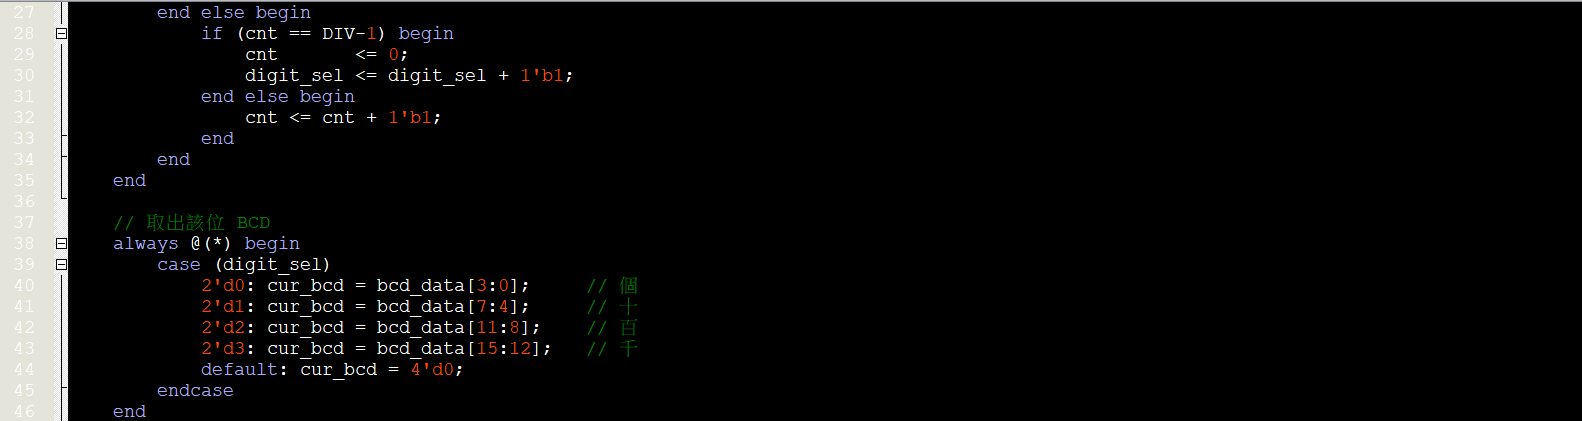 27         end else begin
28             if (cnt == DIV-1) begin
29                 cnt       <= 0;
30                 digit_sel <= digit_sel + 1'b1;
31             end else begin
32                 cnt <= cnt + 1'b1;
33             end
34         end
35     end
36
37     // 取出該位 BCD
38     always @(*) begin
39         case (digit_sel)
40             2'd0: cur_bcd = bcd_data[3:0];     // 個
41             2'd1: cur_bcd = bcd_data[7:4];     // 十
42             2'd2: cur_bcd = bcd_data[11:8];    // 百
43             2'd3: cur_bcd = bcd_data[15:12];   // 千
44             default: cur_bcd = 4'd0;
45         endcase
46     end